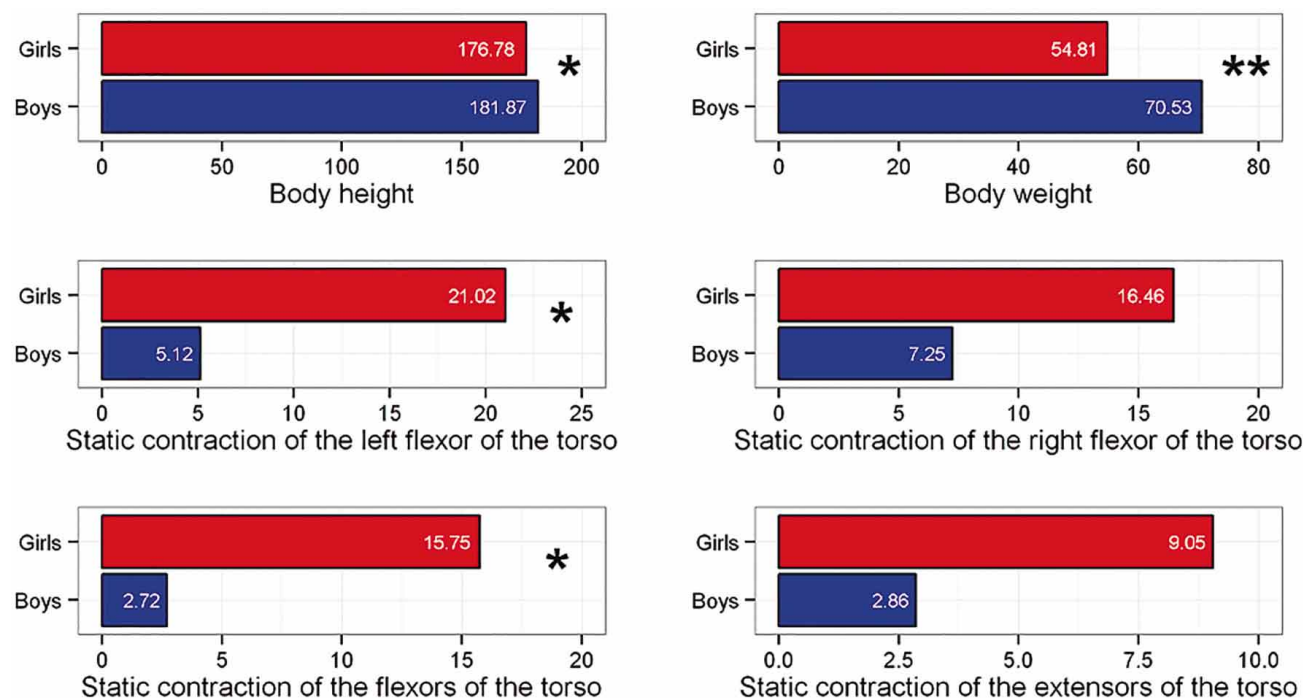 Girls
176.78
*
Boys
181.87
0 50 100 150 200
Body height
Girls
54.81
**
Boys
70.53
0 20 40 60 80
Body weight
Girls
21.02
*
Boys
5.12
0 5 10 15 20 25
Static contraction of the left flexor of the torso
Girls
16.46
Boys
7.25
0 5 10 15 20
Static contraction of the right flexor of the torso
Girls
15.75
*
Boys
2.72
0 5 10 15 20
Static contraction of the flexors of the torso
Girls
9.05
Boys
2.86
0.0 2.5 5.0 7.5 10.0
Static contraction of the extensors of the torso